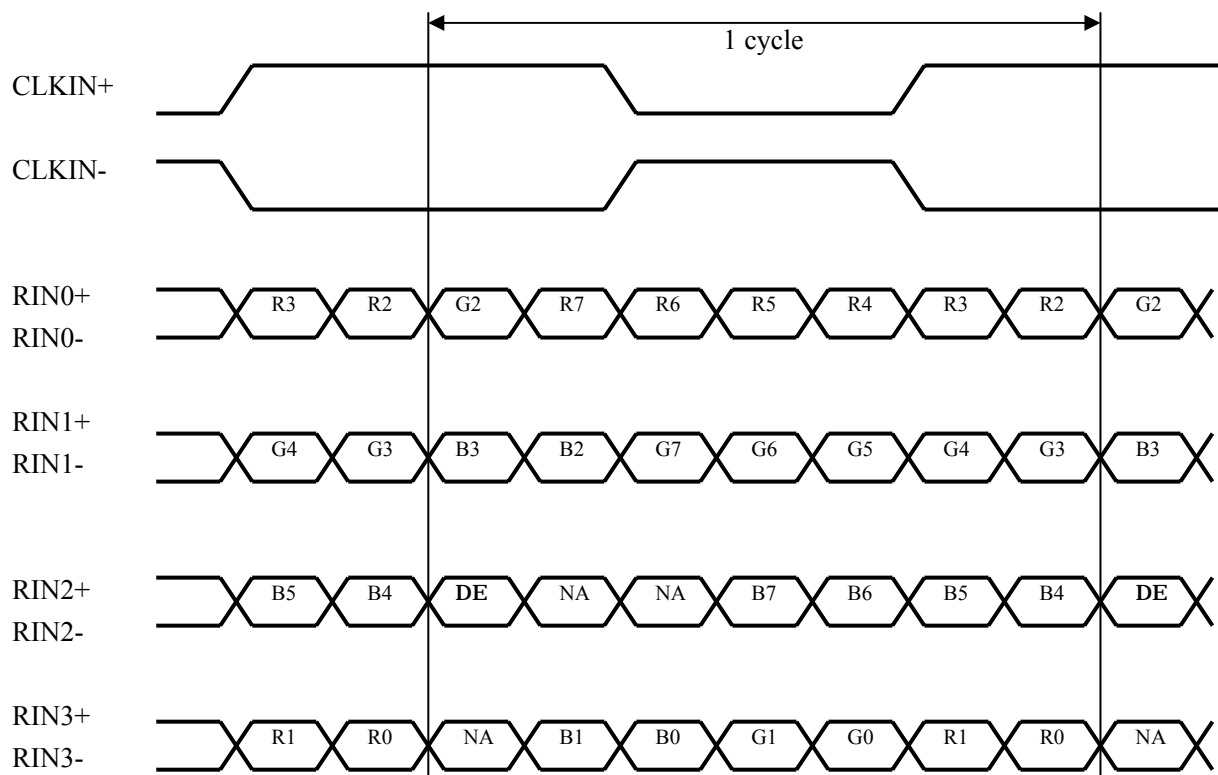 1 cycle
CLKIN+
CLKIN-
RIN0+
R3 R2 G2 R7 R6 R5 R4 R3 R2 G2
RIN0-
RIN1+
G4 G3 B3 B2 G7 G6 G5 G4 G3 B3
RIN1-
RIN2+
B5 B4 DE NA NA B7 B6 B5 B4 DE
RIN2-
RIN3+
R1 R0 NA B1 B0 G1 G0 R1 R0 NA
RIN3-